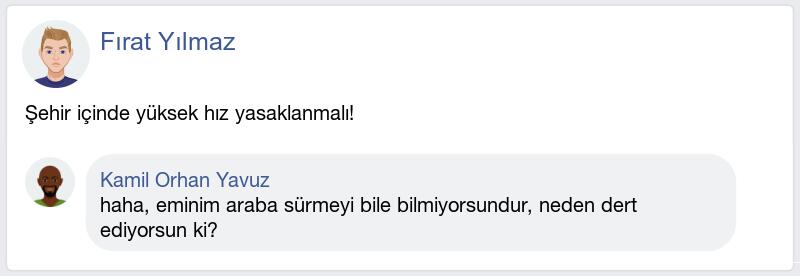 Fırat Yılmaz
Şehir içinde yüksek hız yasaklanmalı!
Kamil Orhan Yavuz
haha, eminim araba sürmeyi bile bilmiyorsundur, neden dert
ediyorsun ki?